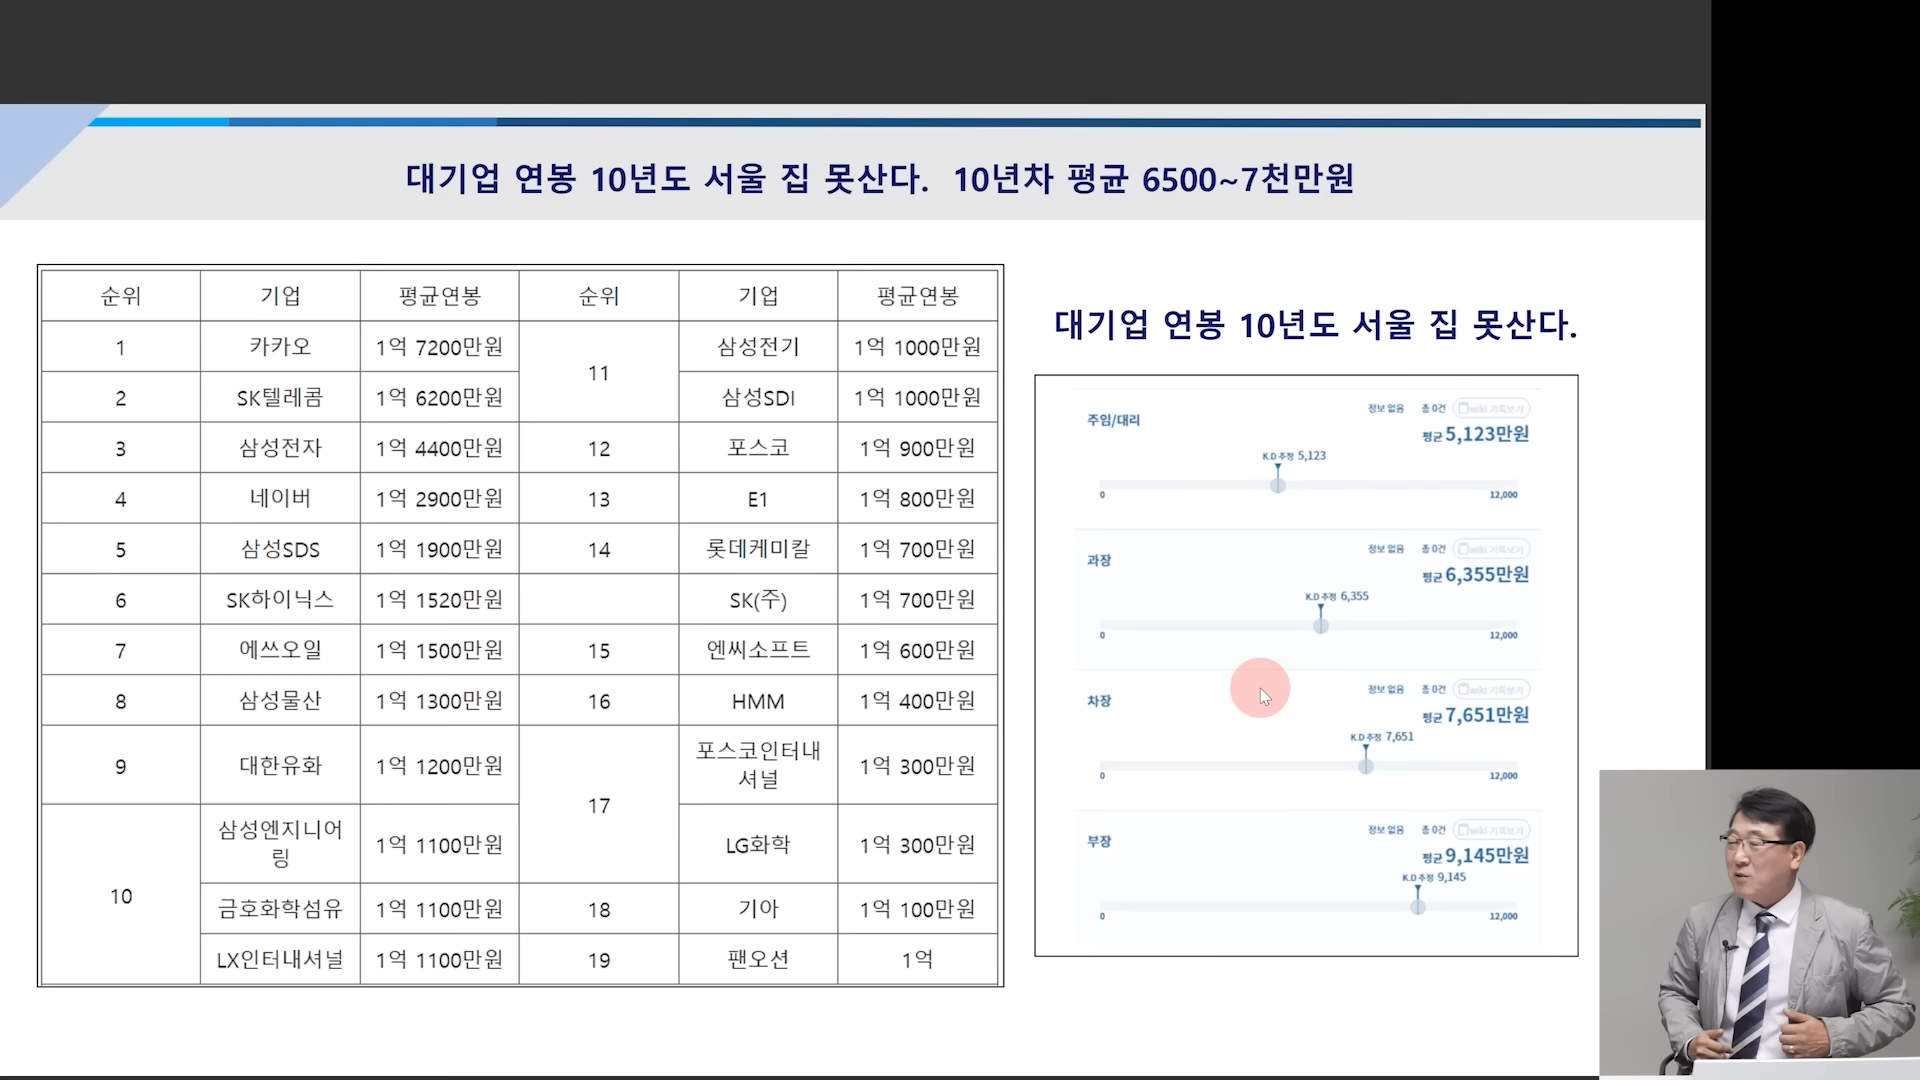 대기업 연봉 10년도 서울 집 못산다. 10년차 평균 6500~7천만원
순위 기업 평균연봉 순위 기업 평균연봉
1 카카오 1억 7200만원 11 삼성전기 1억 1000만원
2 SK텔레콤 1억 6200만원 삼성SDI 1억 1000만원
3 삼성전자 1억 4400만원 12 포스코 1억 900만원
4 네이버 1억 2900만원 13 E1 1억 800만원
5 삼성SDS 1억 1900만원 14 롯데케미칼 1억 700만원
6 SK하이닉스 1억 1520만원 SK(주) 1억 700만원
7 에쓰오일 1억 1500만원 15 엔씨소프트 1억 600만원
8 삼성물산 1억 1300만원 16 HMM 1억 400만원
9 대한유화 1억 1200만원 17 포스코인터내
셔널 1억 300만원
10 삼성엔지니어
링 1억 1100만원 LG화학 1억 300만원
금호화학섬유 1억 1100만원 18 기아 1억 100만원
LX인터내셔널 1억 1100만원 19 팬오션 1억
대기업 연봉 10년도 서울 집 못산다.
주임/대리 정보 없음 총 0건 wiki 기록보기
평균 5,123만원
K.D 추정 5,123
0 12,000
과장 정보 없음 총 0건 wiki 기록보기
평균 6,355만원
K.D 추정 6,355
0 12,000
차장 정보 없음 총 0건 wiki 기록보기
평균 7,651만원
K.D 추정 7,651
0 12,000
부장 정보 없음 총 0건 wiki 기록보기
평균 9,145만원
K.D 추정 9,145
0 12,000